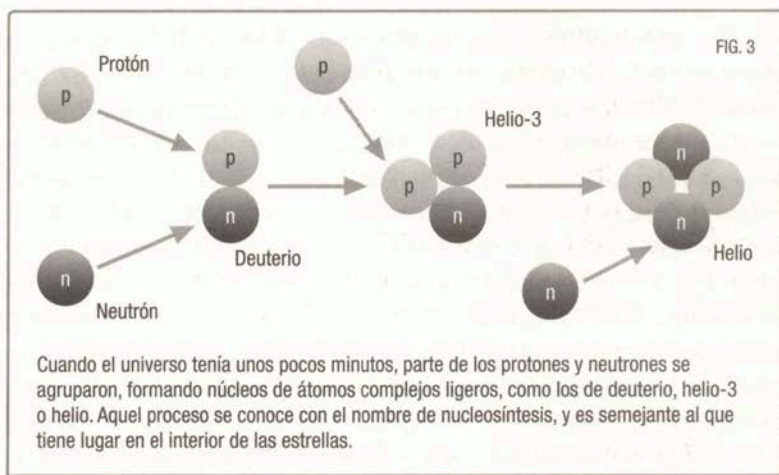 FIG. 3
Protón
p
p
p
n
Deuterio
n
Neutrón
Helio-3
p
p
n
n
n
p
p
n
Helio
Cuando el universo tenía unos pocos minutos, parte de los protones y neutrones se
agruparon, formando núcleos de átomos complejos ligeros, como los de deuterio, helio-3
o helio. Aquel proceso se conoce con el nombre de nucleosíntesis, y es semejante al que
tiene lugar en el interior de las estrellas.